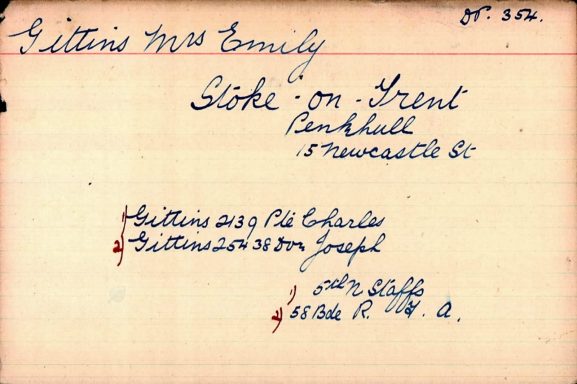 DP. 354.
Gittins Mrs Emily
Stoke-on-Trent
Penkhull
15 Newcastle St
1) Gittins 2139 Pte Charles
2) Gittins 25438 Dvr Joseph
1) 5th N Staffs
2) 58 Bde R. F. A.